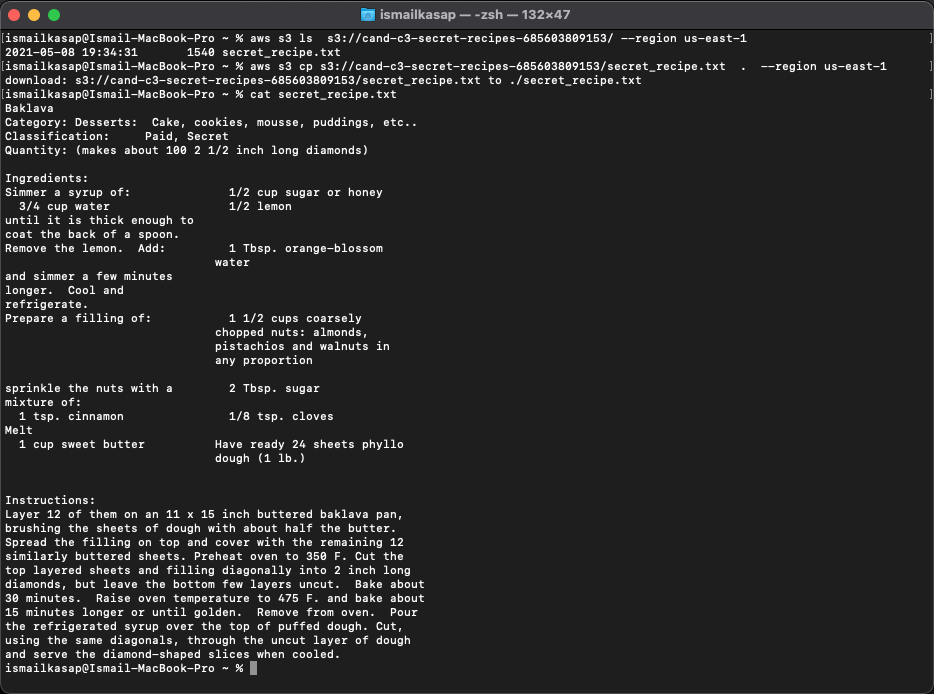 ismailkasap — -zsh — 132×47
[ismailkasap@Ismail-MacBook-Pro ~ % aws s3 ls  s3://cand-c3-secret-recipes-685603809153/ --region us-east-1 ]
2021-05-08 19:34:31       1540 secret_recipe.txt
[ismailkasap@Ismail-MacBook-Pro ~ % aws s3 cp s3://cand-c3-secret-recipes-685603809153/secret_recipe.txt  .  --region us-east-1 ]
download: s3://cand-c3-secret-recipes-685603809153/secret_recipe.txt to ./secret_recipe.txt
[ismailkasap@Ismail-MacBook-Pro ~ % cat secret_recipe.txt ]
Baklava
Category: Desserts:  Cake, cookies, mousse, puddings, etc..
Classification:     Paid, Secret
Quantity: (makes about 100 2 1/2 inch long diamonds)
Ingredients:
Simmer a syrup of:              1/2 cup sugar or honey
  3/4 cup water                 1/2 lemon
until it is thick enough to
coat the back of a spoon.
Remove the lemon.  Add:         1 Tbsp. orange-blossom
                              water
and simmer a few minutes
longer.  Cool and
refrigerate.
Prepare a filling of:           1 1/2 cups coarsely
                              chopped nuts: almonds,
                              pistachios and walnuts in
                              any proportion
sprinkle the nuts with a        2 Tbsp. sugar
mixture of:
  1 tsp. cinnamon               1/8 tsp. cloves
Melt
  1 cup sweet butter          Have ready 24 sheets phyllo
                              dough (1 lb.)
Instructions:
Layer 12 of them on an 11 x 15 inch buttered baklava pan,
brushing the sheets of dough with about half the butter.
Spread the filling on top and cover with the remaining 12
similarly buttered sheets. Preheat oven to 350 F. Cut the
top layered sheets and filling diagonally into 2 inch long
diamonds, but leave the bottom few layers uncut.  Bake about
30 minutes.  Raise oven temperature to 475 F. and bake about
15 minutes longer or until golden.  Remove from oven.  Pour
the refrigerated syrup over the top of puffed dough. Cut,
using the same diagonals, through the uncut layer of dough
and serve the diamond-shaped slices when cooled.
ismailkasap@Ismail-MacBook-Pro ~ %